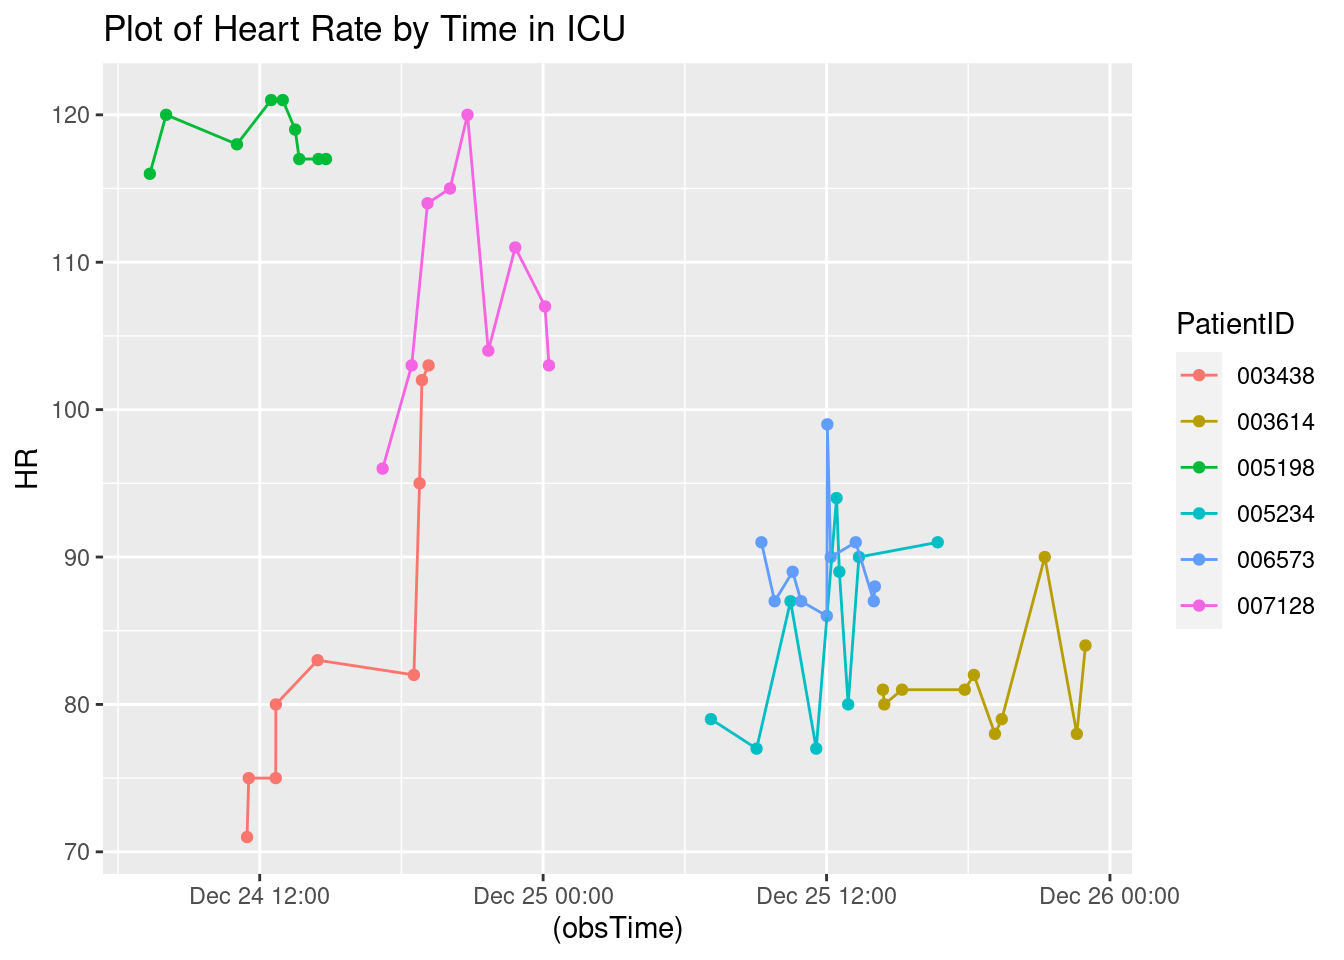 Plot of Heart Rate by Time in ICU
120
110
100
90
80
70
HR
Dec 24 12:00
Dec 25 00:00
Dec 25 12:00
Dec 26 00:00
(obsTime)
PatientID
003438
003614
005198
005234
006573
007128